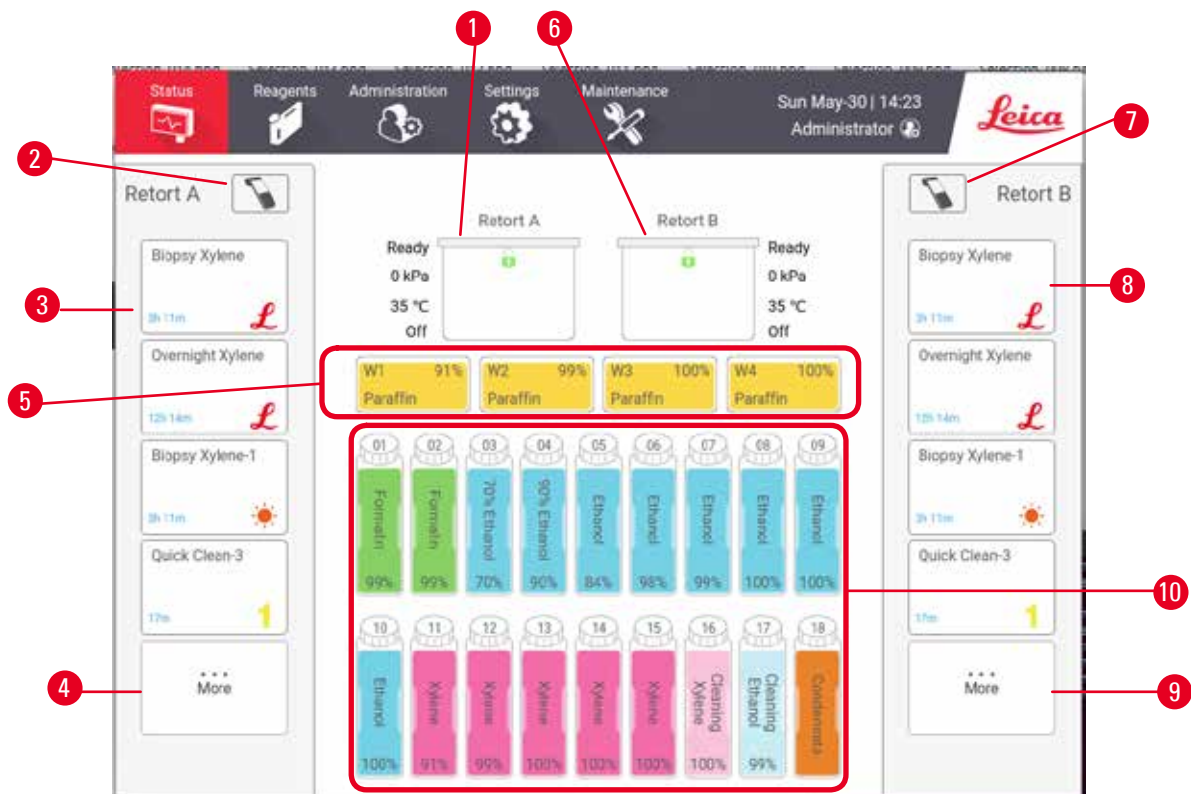 1
6
Status
Reagents
Administration
Settings
Maintenance
Sun May-30 | 14:23
Administrator
Leica
7
2
Retort A
Retort B
Retort A
Retort B
Biopsy Xylene
3h 11m
3
Ready
0 kPa
35 °C
Off
Ready
0 kPa
35 °C
Off
Biopsy Xylene
3h 11m
8
Overnight Xylene
12h 14m
Overnight Xylene
12h 14m
5
W1 91%
Paraffin
W2 99%
Paraffin
W3 100%
Paraffin
W4 100%
Paraffin
Biopsy Xylene-1
3h 11m
Biopsy Xylene-1
3h 11m
Quick Clean-3
17m
1
Quick Clean-3
17m
1
01 02 03 04 05 06 07 08 09
Formalin
Formalin
70% Ethanol
90% Ethanol
Ethanol
Ethanol
Ethanol
Ethanol
Ethanol
99% 99% 70% 90% 84% 98% 99% 100% 100%
10
10 11 12 13 14 15 16 17 18
Ethanol
Xylene
Xylene
Xylene
Xylene
Xylene
Cleaning
Xylene
Cleaning
Ethanol
Condensate
100% 91% 99% 100% 100% 100% 100% 99%
4
...
More
...
More
9